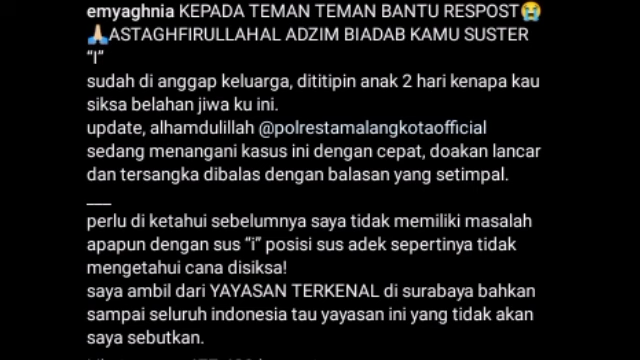 emyaghnia KEPADA TEMAN TEMAN BANTU RESPOST😭
🙏🏻ASTAGHFIRULLAHAL ADZIM BIADAB KAMU SUSTER
“I”
sudah di anggap keluarga, dititipin anak 2 hari kenapa kau
siksa belahan jiwa ku ini.
update, alhamdulillah @polrestamalangkotaofficial
sedang menangani kasus ini dengan cepat, doakan lancar
dan tersangka dibalas dengan balasan yang setimpal.
___
perlu di ketahui sebelumnya saya tidak memiliki masalah
apapun dengan sus “i” posisi sus adek sepertinya tidak
mengetahui cana disiksa!
saya ambil dari YAYASAN TERKENAL di surabaya bahkan
sampai seluruh indonesia tau yayasan ini yang tidak akan
saya sebutkan.